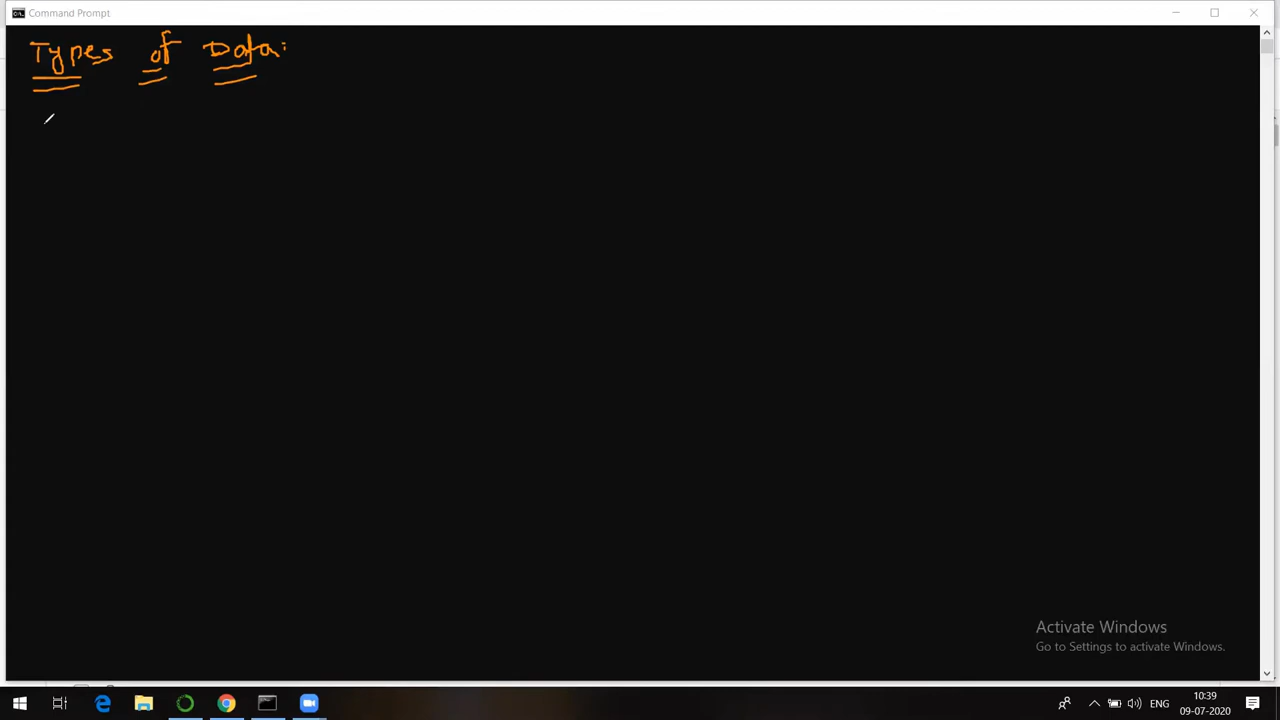 Command Prompt
Types of Data:
Activate Windows
Go to Settings to activate Windows.
ENG
10:39
09-07-2020